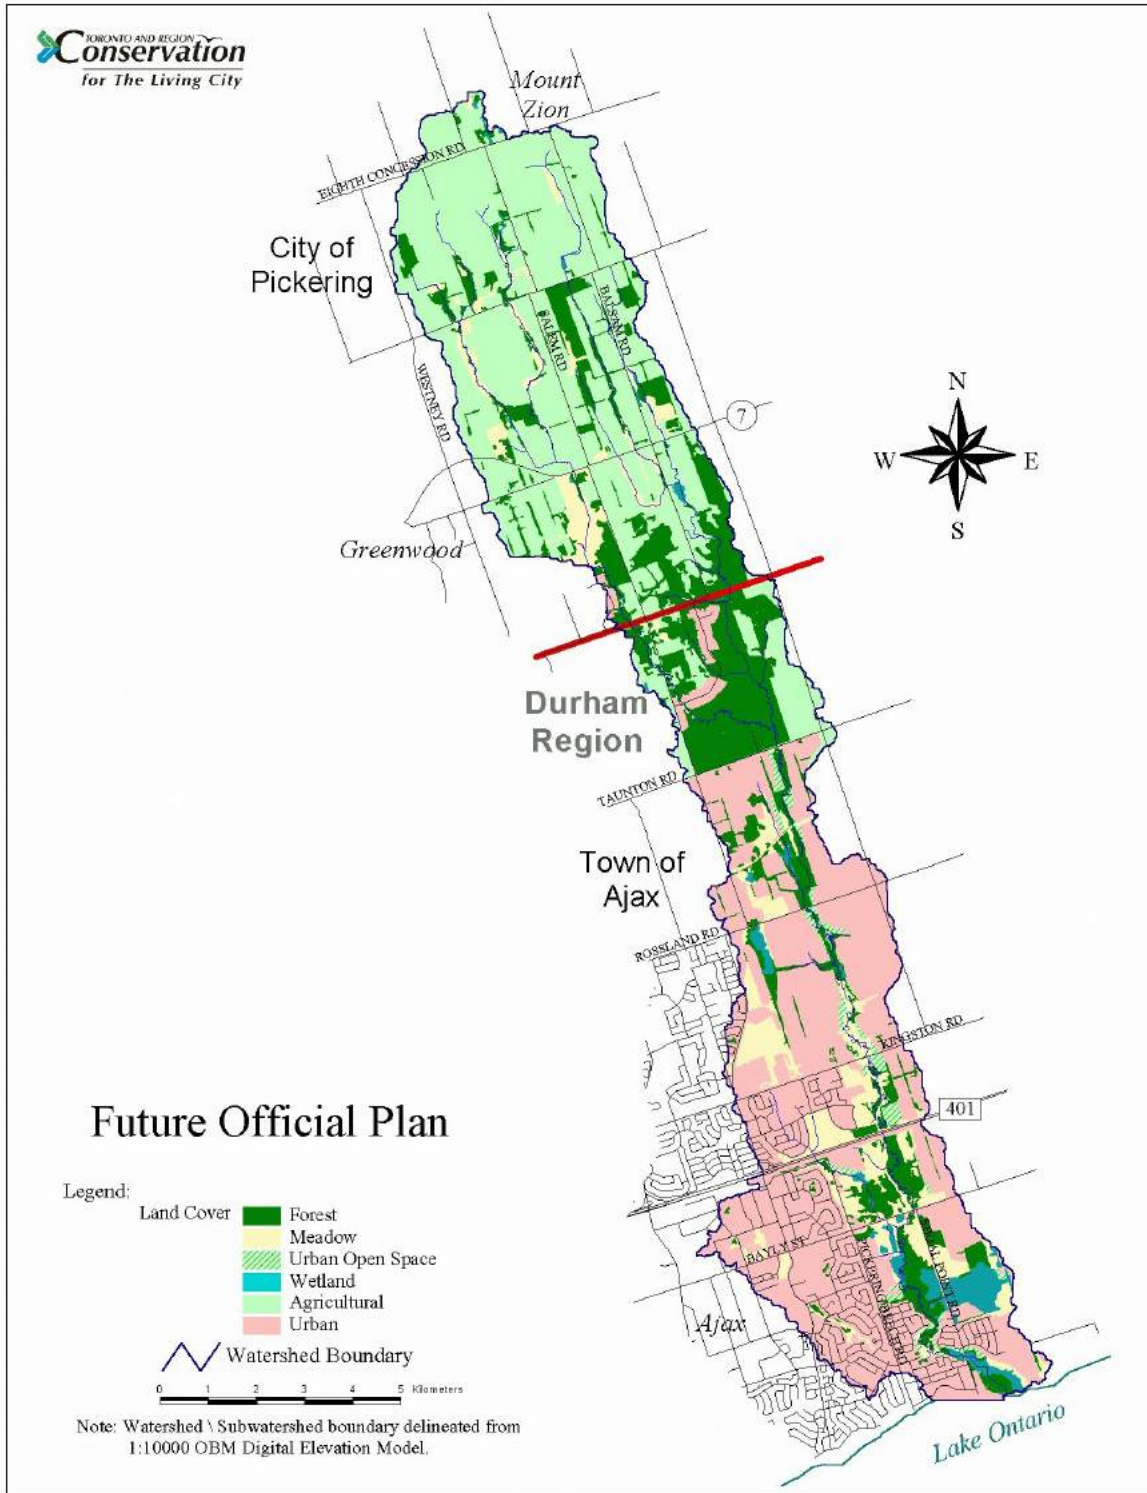 TORONTO AND REGION
Conservation
for The Living City
Mount
Zion
EIGHTH CONCESSION RD
City of
Pickering
SALEM RD
BALSAM RD
WESTNEY RD
7
N
W
E
S
Greenwood
Durham
Region
TAUNTON RD
Town of
Ajax
ROSSLAND RD
KINGSTON RD
401
Future Official Plan
Legend:
Land Cover
Forest
Meadow
Urban Open Space
Wetland
Agricultural
Urban
Watershed Boundary
0 1 2 3 4 5 Kilometers
Note: Watershed \ Subwatershed boundary delineated from
1:10000 OBM Digital Elevation Model.
BAYLY ST
PICKERING BEACH RD
Ajax
Lake Ontario